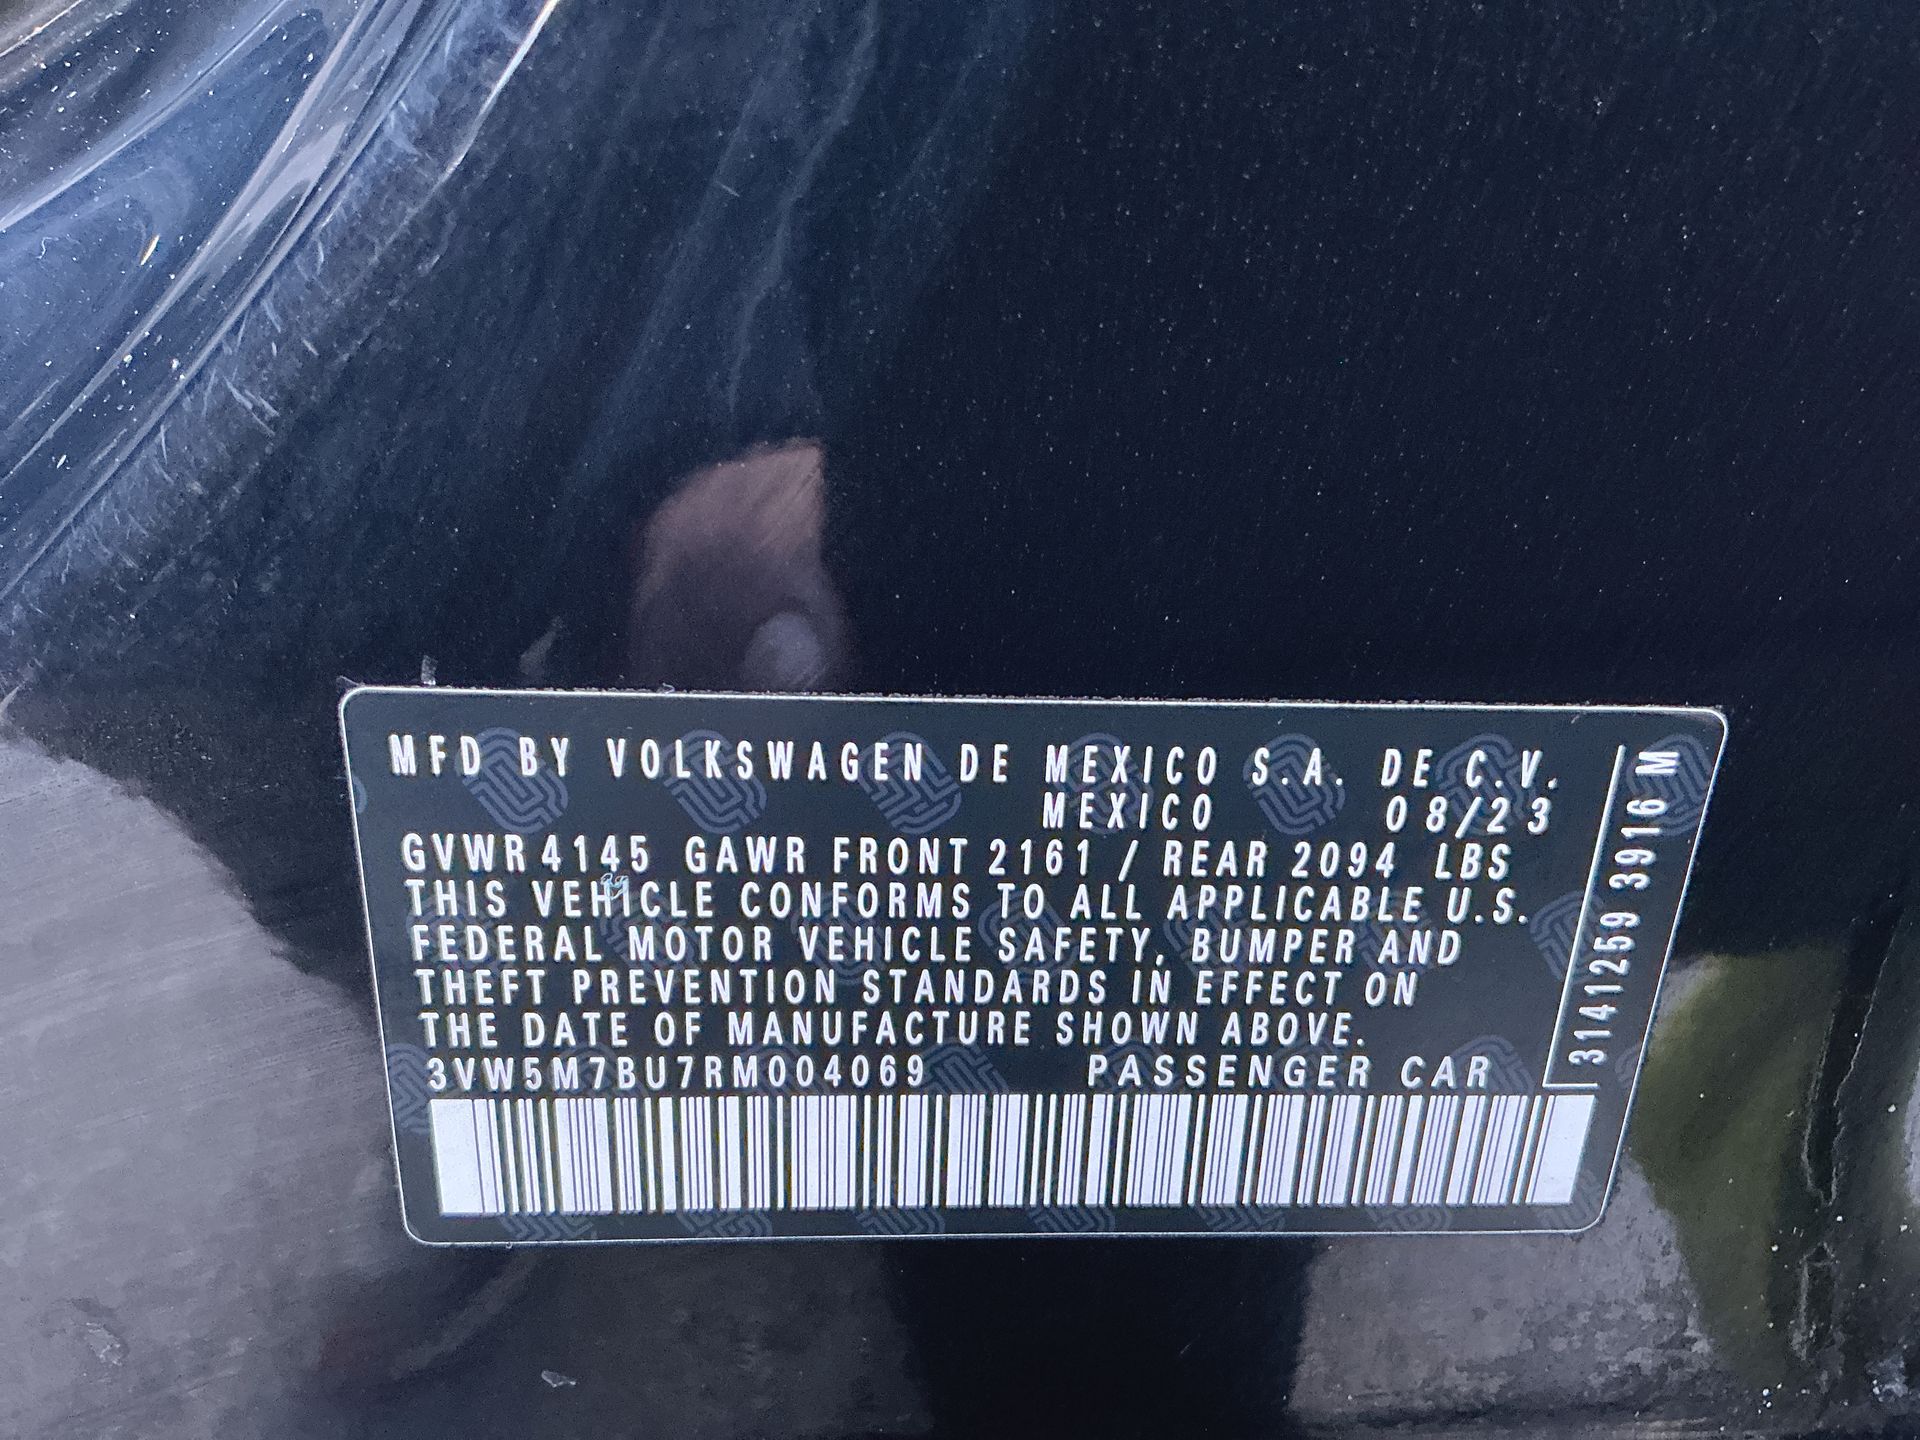 MFD BY VOLKSWAGEN DE MEXICO S.A. DE C.V.
MEXICO 08/23
GVWR 4145 GAWR FRONT 2161 / REAR 2094 LBS
THIS VEHICLE CONFORMS TO ALL APPLICABLE U.S.
FEDERAL MOTOR VEHICLE SAFETY, BUMPER AND
THEFT PREVENTION STANDARDS IN EFFECT ON
THE DATE OF MANUFACTURE SHOWN ABOVE.
3VW5M7BU7RM004069 PASSENGER CAR
3141259 3916 M